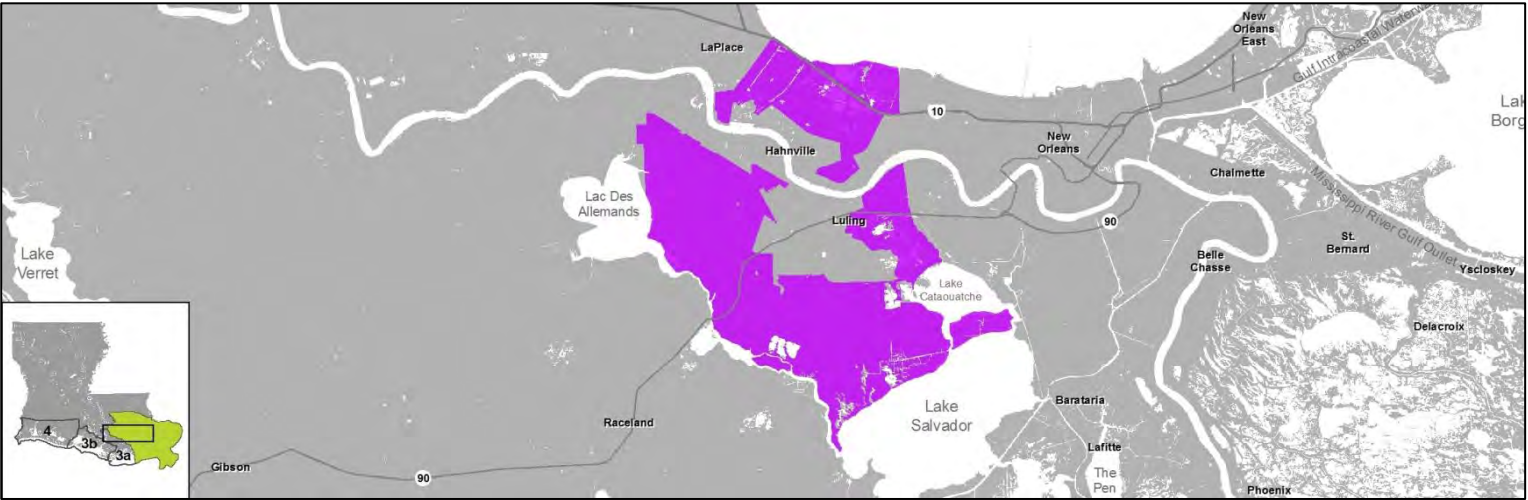 New
Orleans
East
LaPlace
Gulf Intracoastal Waterway
10
Lak
Borg
New
Orleans
Hahnville
Chalmette
Lac Des
Allemands
Mississippi River Gulf Outlet
Luling
90
St.
Bernard
Belle
Chasse
Yscloskey
Lake
Verret
Lake
Cataouatche
Delacroix
Lake
Salvador
Barataria
Raceland
4
3b
3a
Lafitte
Gibson
The
Pen
90
Phoenix